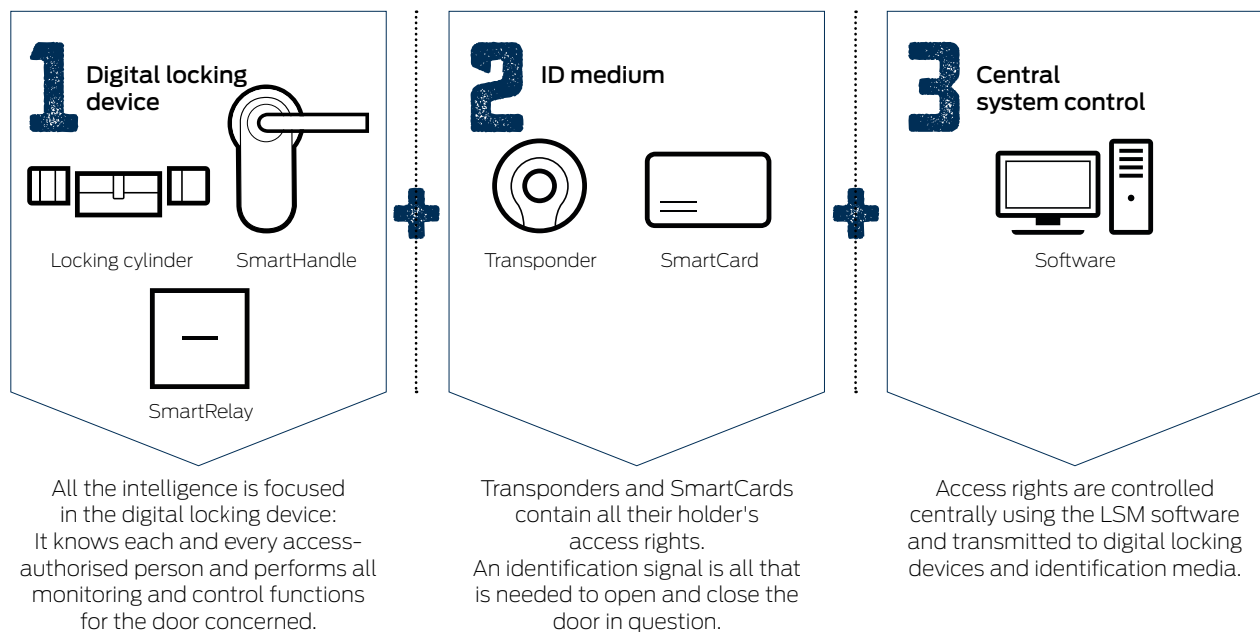 1
Digital locking
device
Locking cylinder
SmartHandle
SmartRelay
All the intelligence is focused
in the digital locking device:
It knows each and every access-
authorised person and performs all
monitoring and control functions
for the door concerned.
+
2
ID medium
Transponder
SmartCard
Transponders and SmartCards
contain all their holder's
access rights.
An identification signal is all that
is needed to open and close the
door in question.
+
3
Central
system control
Software
Access rights are controlled
centrally using the LSM software
and transmitted to digital locking
devices and identification media.